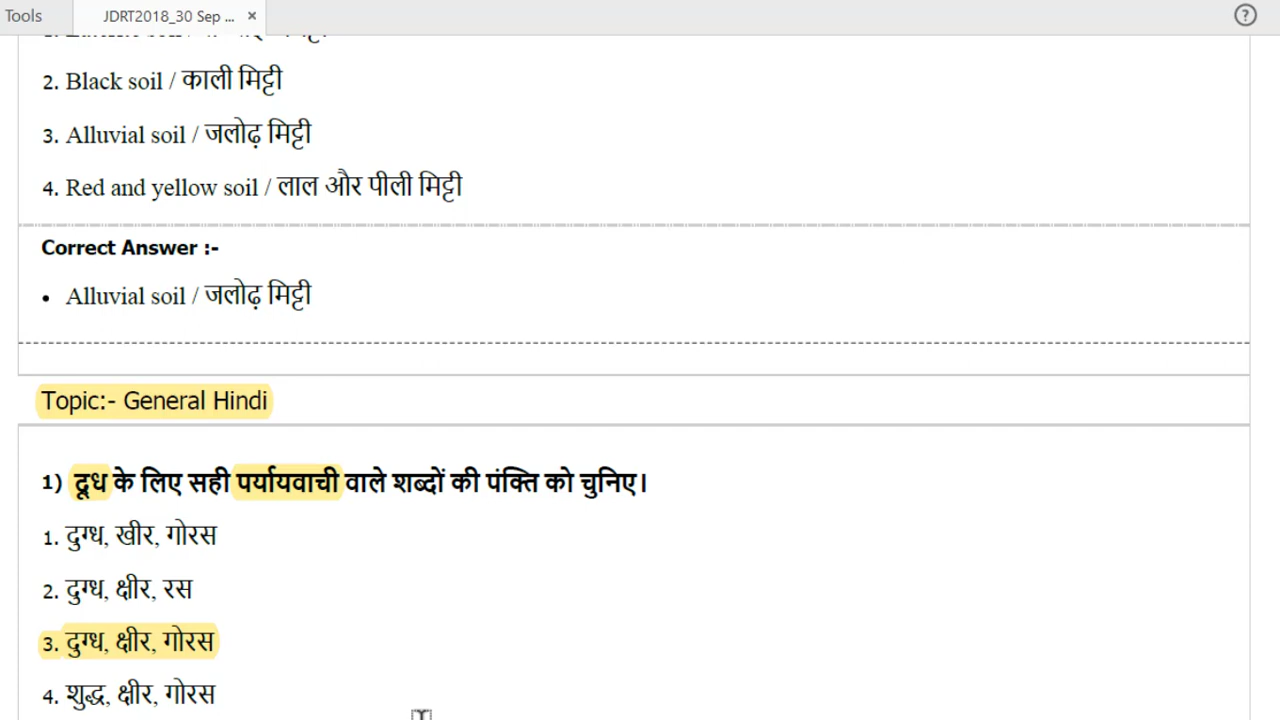 Tools
JDRT2018_30 Sep ... ×
2. Black soil / काली मिट्टी
3. Alluvial soil / जलोढ़ मिट्टी
4. Red and yellow soil / लाल और पीली मिट्टी
Correct Answer :-
• Alluvial soil / जलोढ़ मिट्टी
Topic:- General Hindi
1) दूध के लिए सही पर्यायवाची वाले शब्दों की पंक्ति को चुनिए।
1. दुग्ध, खीर, गोरस
2. दुग्ध, क्षीर, रस
3. दुग्ध, क्षीर, गोरस
4. शुद्ध, क्षीर, गोरस